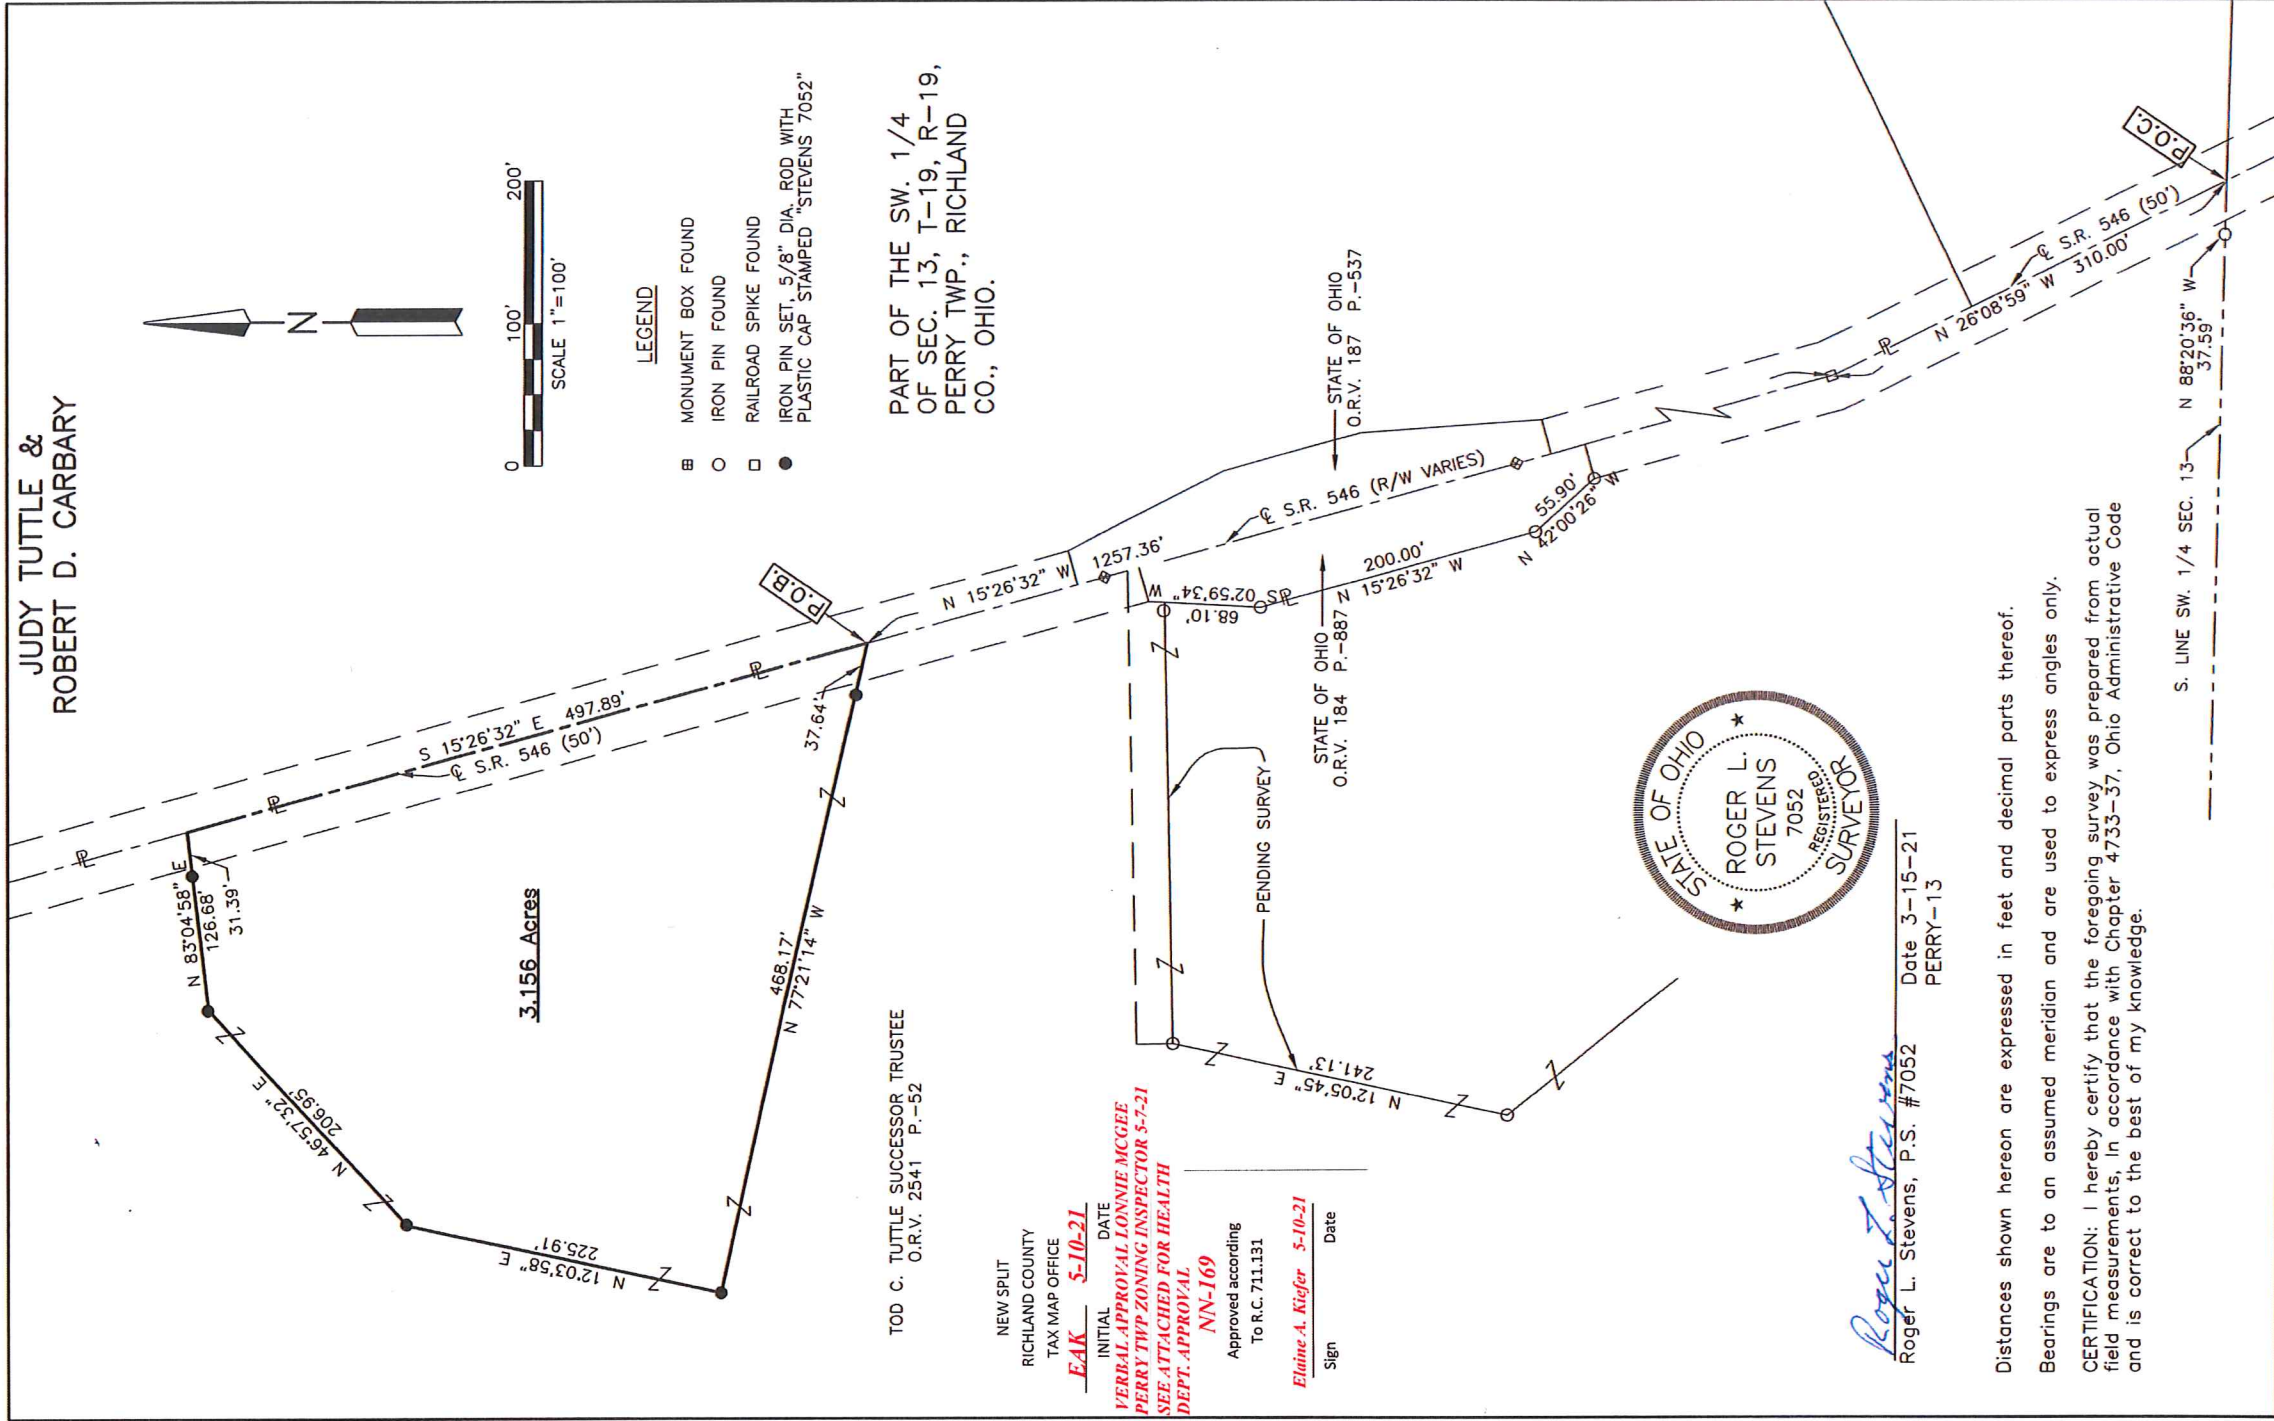 JUDY TUTTLE &
ROBERT D. CARBARY
N
0 100' 200'
SCALE 1"=100'
LEGEND
MONUMENT BOX FOUND
IRON PIN FOUND
RAILROAD SPIKE FOUND
IRON PIN SET, 5/8" DIA. ROD WITH
PLASTIC CAP STAMPED "STEVENS 7052"
PART OF THE SW. 1/4
OF SEC. 13, T-19, R-19,
PERRY TWP., RICHLAND
CO., OHIO.
PL
N 83°04'58" E
126.68'
31.39'
PL
S 15°26'32" E 497.89'
CL S.R. 546 (50')
PL
P.O.B.
37.64'
N 46°57'32" E
206.95'
3.156 Acres
N 12°03'58" E
225.91'
468.17'
N 77°21'14" W
TOD C. TUTTLE SUCCESSOR TRUSTEE
O.R.V. 2541 P.-52
N 15°26'32" W 1257.36'
N 02°59'34" W
68.10'
CL S.R. 546 (R/W VARIES)
STATE OF OHIO
O.R.V. 187 P.-537
PL
200.00'
N 15°26'32" W
55.90'
N 42°00'26" W
STATE OF OHIO
O.R.V. 184 P.-887
PENDING SURVEY
N 12°05'45" E
241.13'
PL
N 26°08'59" W 310.00'
CL S.R. 546 (50')
P.O.C.
N 88°20'36" W
37.59'
S. LINE SW. 1/4 SEC. 13
NEW SPLIT
RICHLAND COUNTY
TAX MAP OFFICE
EAK 5-10-21
INITIAL DATE
VERBAL APPROVAL LONNIE MCGEE
PERRY TWP ZONING INSPECTOR 5-7-21
SEE ATTACHED FOR HEALTH
DEPT. APPROVAL
NN-169
Approved according
To R.C. 711.131
Elaine A. Kiefer 5-10-21
Sign Date
STATE OF OHIO
ROGER L.
STEVENS
7052
REGISTERED
SURVEYOR
Roger L. Stevens
Roger L. Stevens, P.S. #7052 Date 3-15-21
PERRY-13
Distances shown hereon are expressed in feet and decimal parts thereof.
Bearings are to an assumed meridian and are used to express angles only.
CERTIFICATION: I hereby certify that the foregoing survey was prepared from actual
field measurements, in accordance with Chapter 4733-37, Ohio Administrative Code
and is correct to the best of my knowledge.